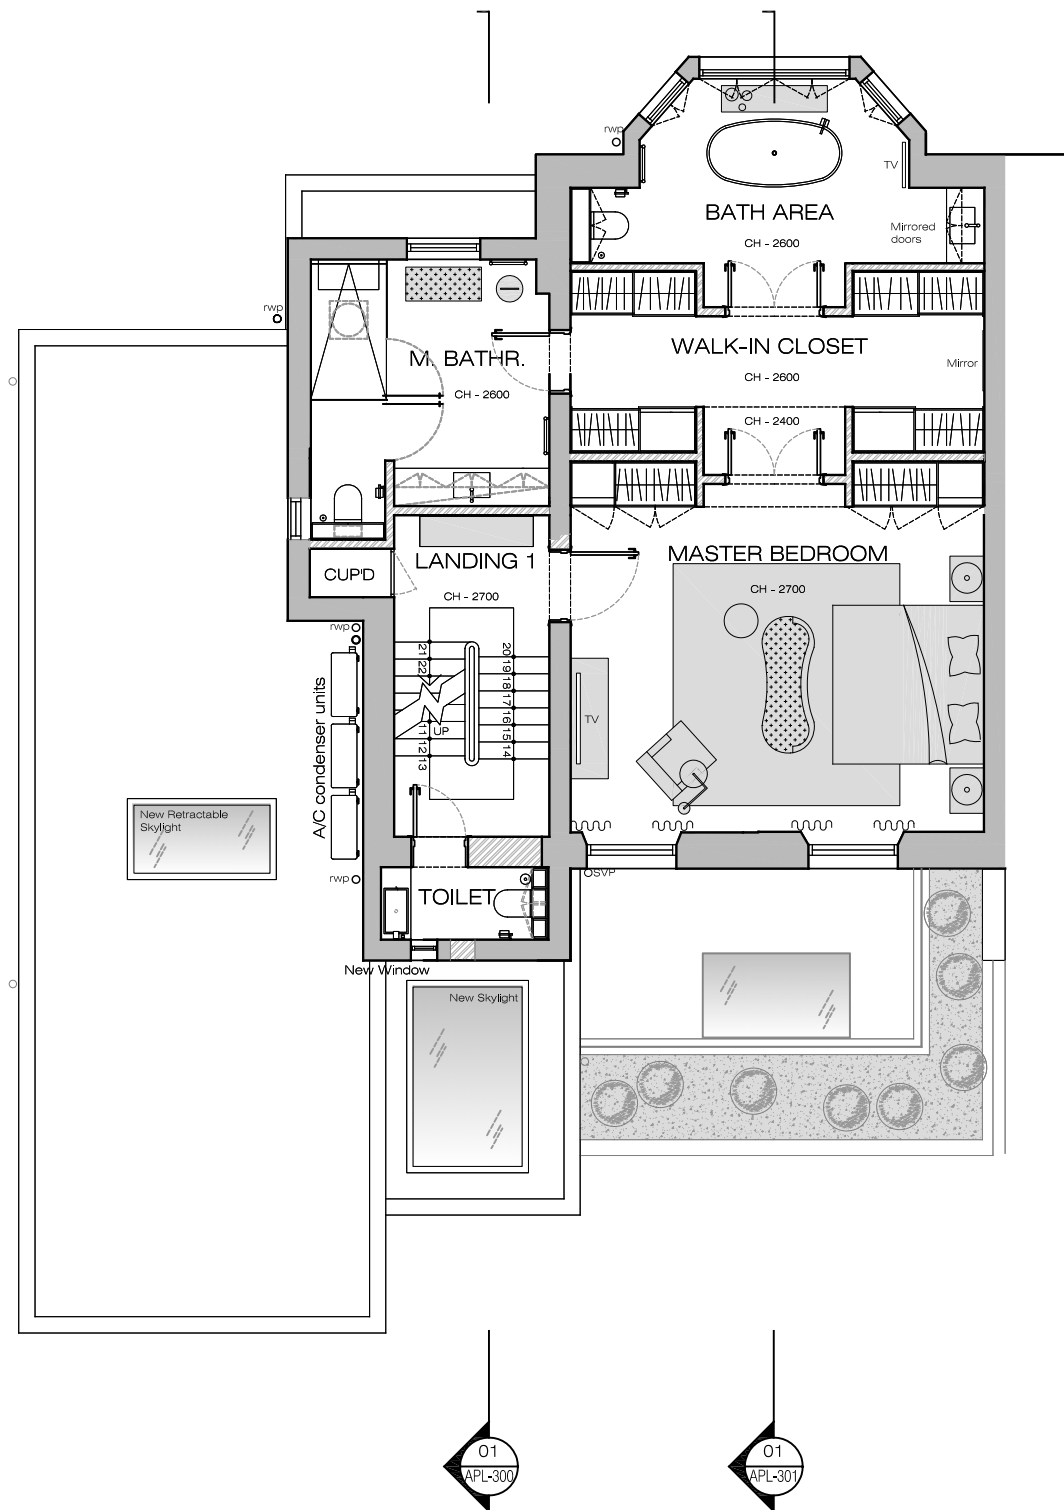 rwp
TV
BATH AREA
CH - 2600
Mirrored
doors
rwp
M. BATHR.
CH - 2600
WALK-IN CLOSET
CH - 2600
Mirror
CH - 2400
LANDING 1
CH - 2700
CUP'D
MASTER BEDROOM
CH - 2700
rwp
21
22
20
19
18
17
16
15
14
UP
11
12
13
TV
A/C condenser units
New Retractable
Skylight
rwp
SVP
TOILET
New Window
New Skylight
01
APL-300
01
APL-301